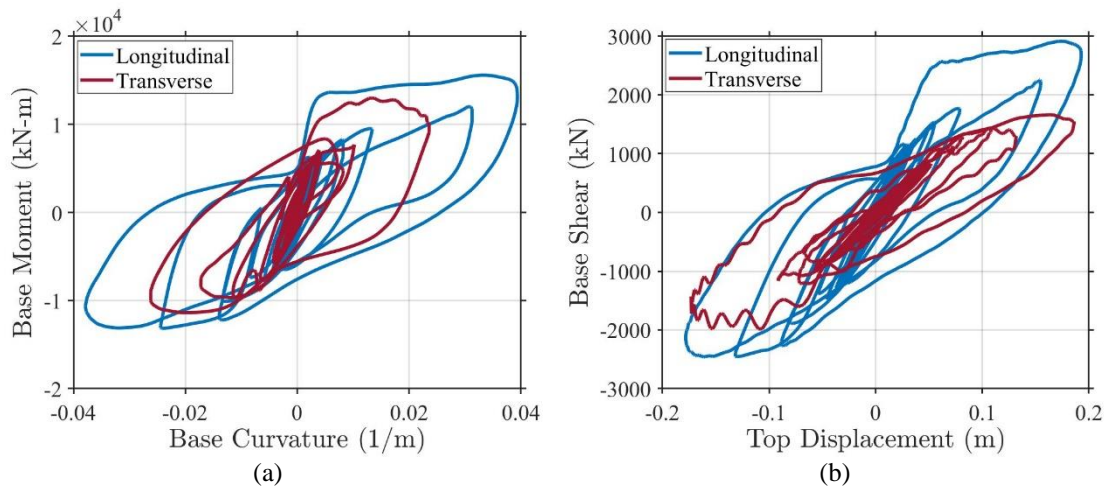 ×10⁴
2
1
0
-1
-2
Base Moment (kN-m)
Longitudinal
Transverse
-0.04
-0.02
0
0.02
0.04
Base Curvature (1/m)
(a)
3000
2000
1000
0
-1000
-2000
-3000
Base Shear (kN)
Longitudinal
Transverse
-0.2
-0.1
0
0.1
0.2
Top Displacement (m)
(b)